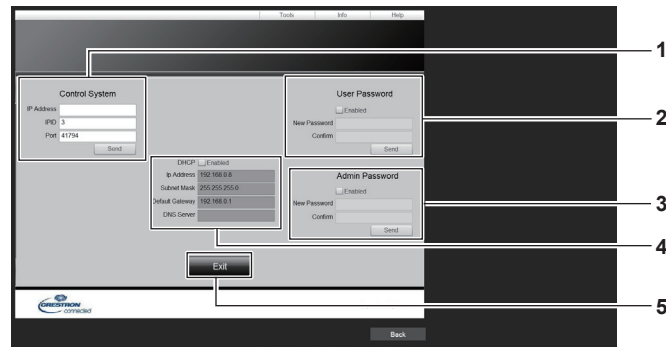 Tools Info Help
1
Control System
IP Address
IPID 3
Port 41794
Send
User Password
Enabled
New Password
Confirm
Send
2
DHCP Enabled
Ip Address 192.168.0.8
Subnet Mask 255.255.255.0
Default Gateway 192.168.0.1
DNS Server
Admin Password
Enabled
New Password
Confirm
Send
3
4
Exit
5
CRESTRON
connected
Back